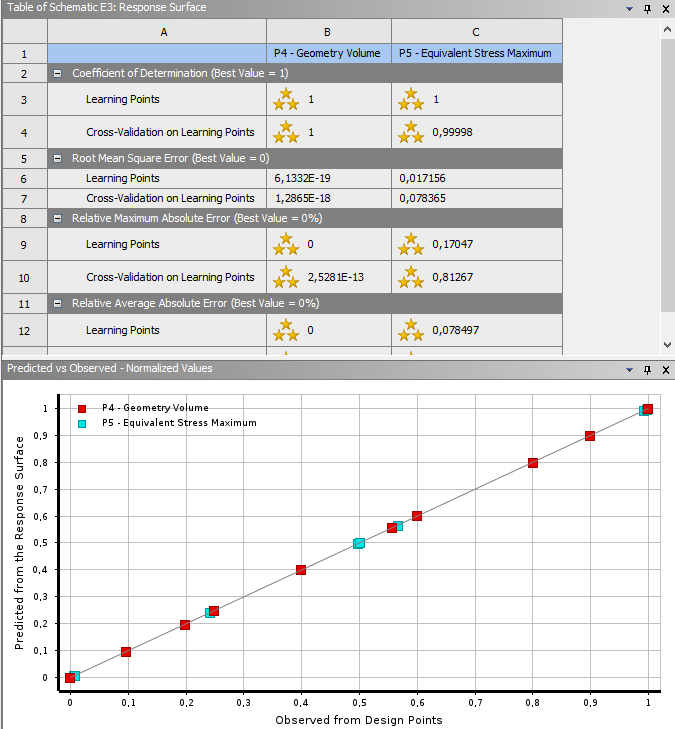 Table of Schematic E3: Response Surface
A B C
1 P4 - Geometry Volume P5 - Equivalent Stress Maximum
2 Coefficient of Determination (Best Value = 1)
3 Learning Points 1 1
4 Cross-Validation on Learning Points 1 0,99998
5 Root Mean Square Error (Best Value = 0)
6 Learning Points 6,1332E-19 0,017156
7 Cross-Validation on Learning Points 1,2865E-18 0,078365
8 Relative Maximum Absolute Error (Best Value = 0%)
9 Learning Points 0 0,17047
10 Cross-Validation on Learning Points 2,5281E-13 0,81267
11 Relative Average Absolute Error (Best Value = 0%)
12 Learning Points 0 0,078497
Predicted vs Observed - Normalized Values
P4 - Geometry Volume
P5 - Equivalent Stress Maximum
Predicted from the Response Surface
1
0,9
0,8
0,7
0,6
0,5
0,4
0,3
0,2
0,1
0
0 0,1 0,2 0,3 0,4 0,5 0,6 0,7 0,8 0,9 1
Observed from Design Points